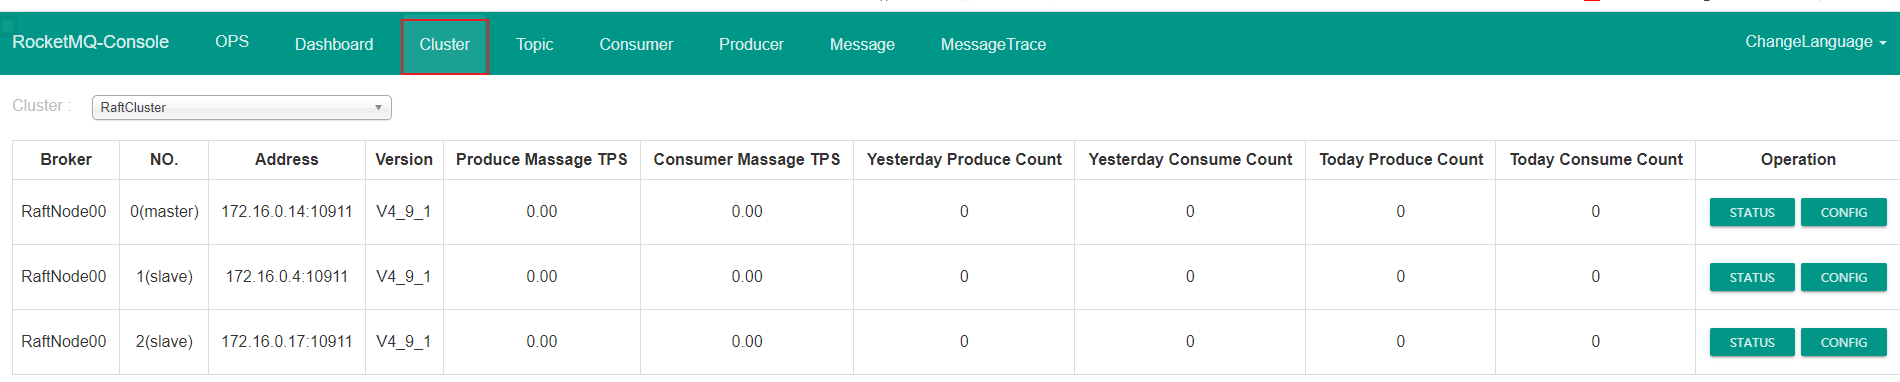 RocketMQ-Console OPS Dashboard Cluster Topic Consumer Producer Message MessageTrace ChangeLanguage
Cluster : RaftCluster
Broker NO. Address Version Produce Massage TPS Consumer Massage TPS Yesterday Produce Count Yesterday Consume Count Today Produce Count Today Consume Count Operation
RaftNode00 0(master) 172.16.0.14:10911 V4_9_1 0.00 0.00 0 0 0 0 STATUS CONFIG
RaftNode00 1(slave) 172.16.0.4:10911 V4_9_1 0.00 0.00 0 0 0 0 STATUS CONFIG
RaftNode00 2(slave) 172.16.0.17:10911 V4_9_1 0.00 0.00 0 0 0 0 STATUS CONFIG